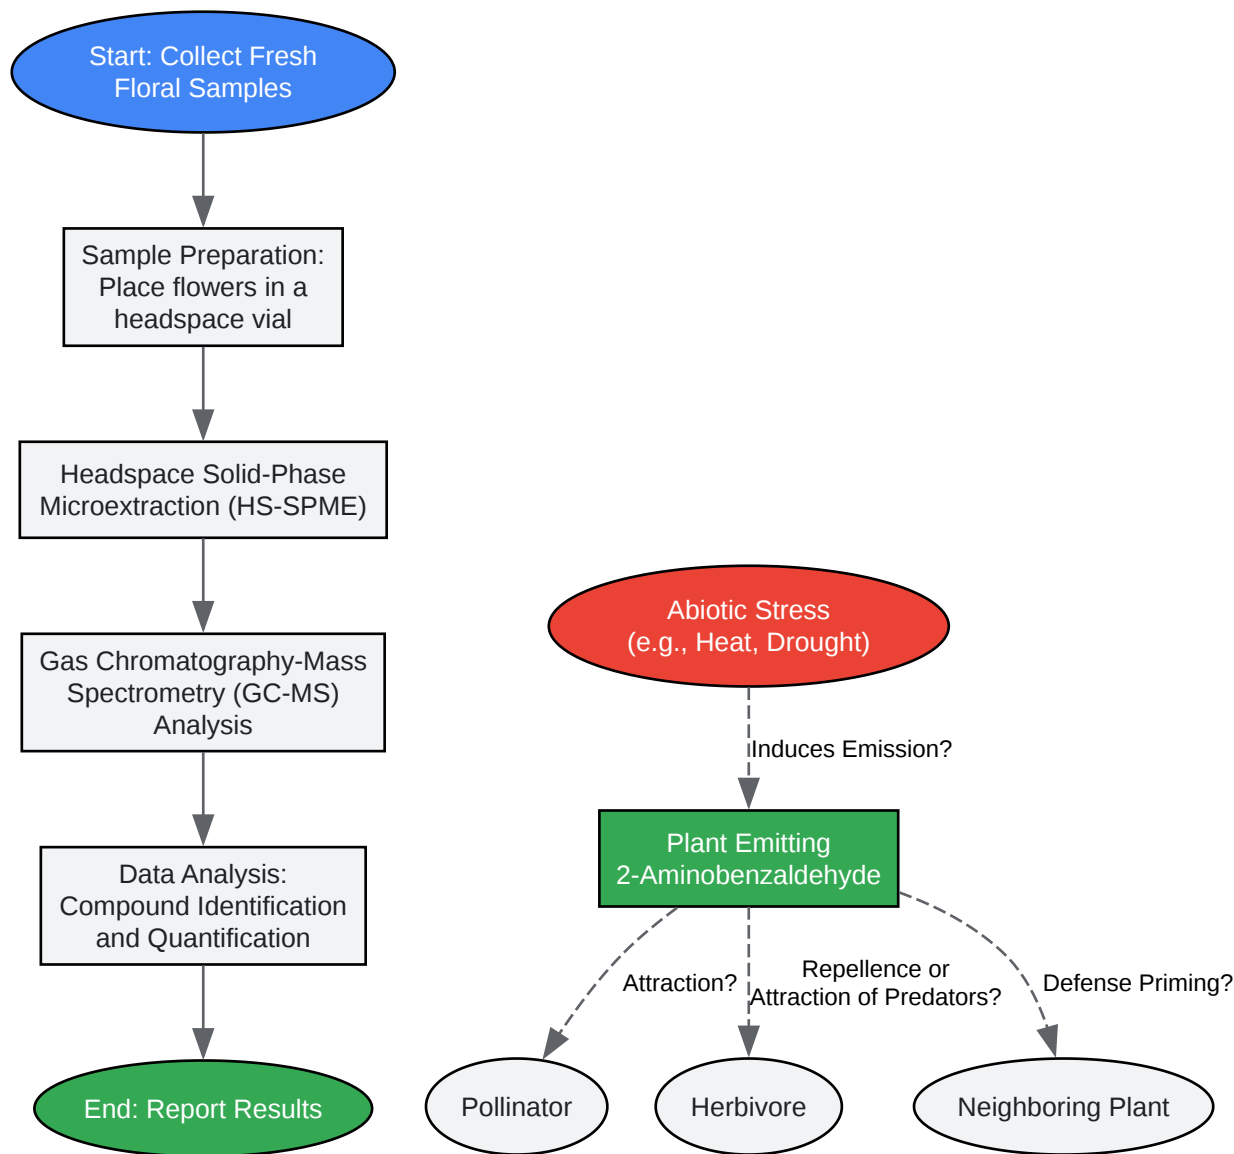 Start: Collect Fresh
Floral Samples
Sample Preparation:
Place flowers in a
headspace vial
Headspace Solid-Phase
Microextraction (HS-SPME)
Gas Chromatography-Mass
Spectrometry (GC-MS)
Analysis
Data Analysis:
Compound Identification
and Quantification
End: Report Results
Abiotic Stress
(e.g., Heat, Drought)
Induces Emission?
Plant Emitting
2-Aminobenzaldehyde
Attraction?
Repellence or
Attraction of Predators?
Defense Priming?
Pollinator
Herbivore
Neighboring Plant